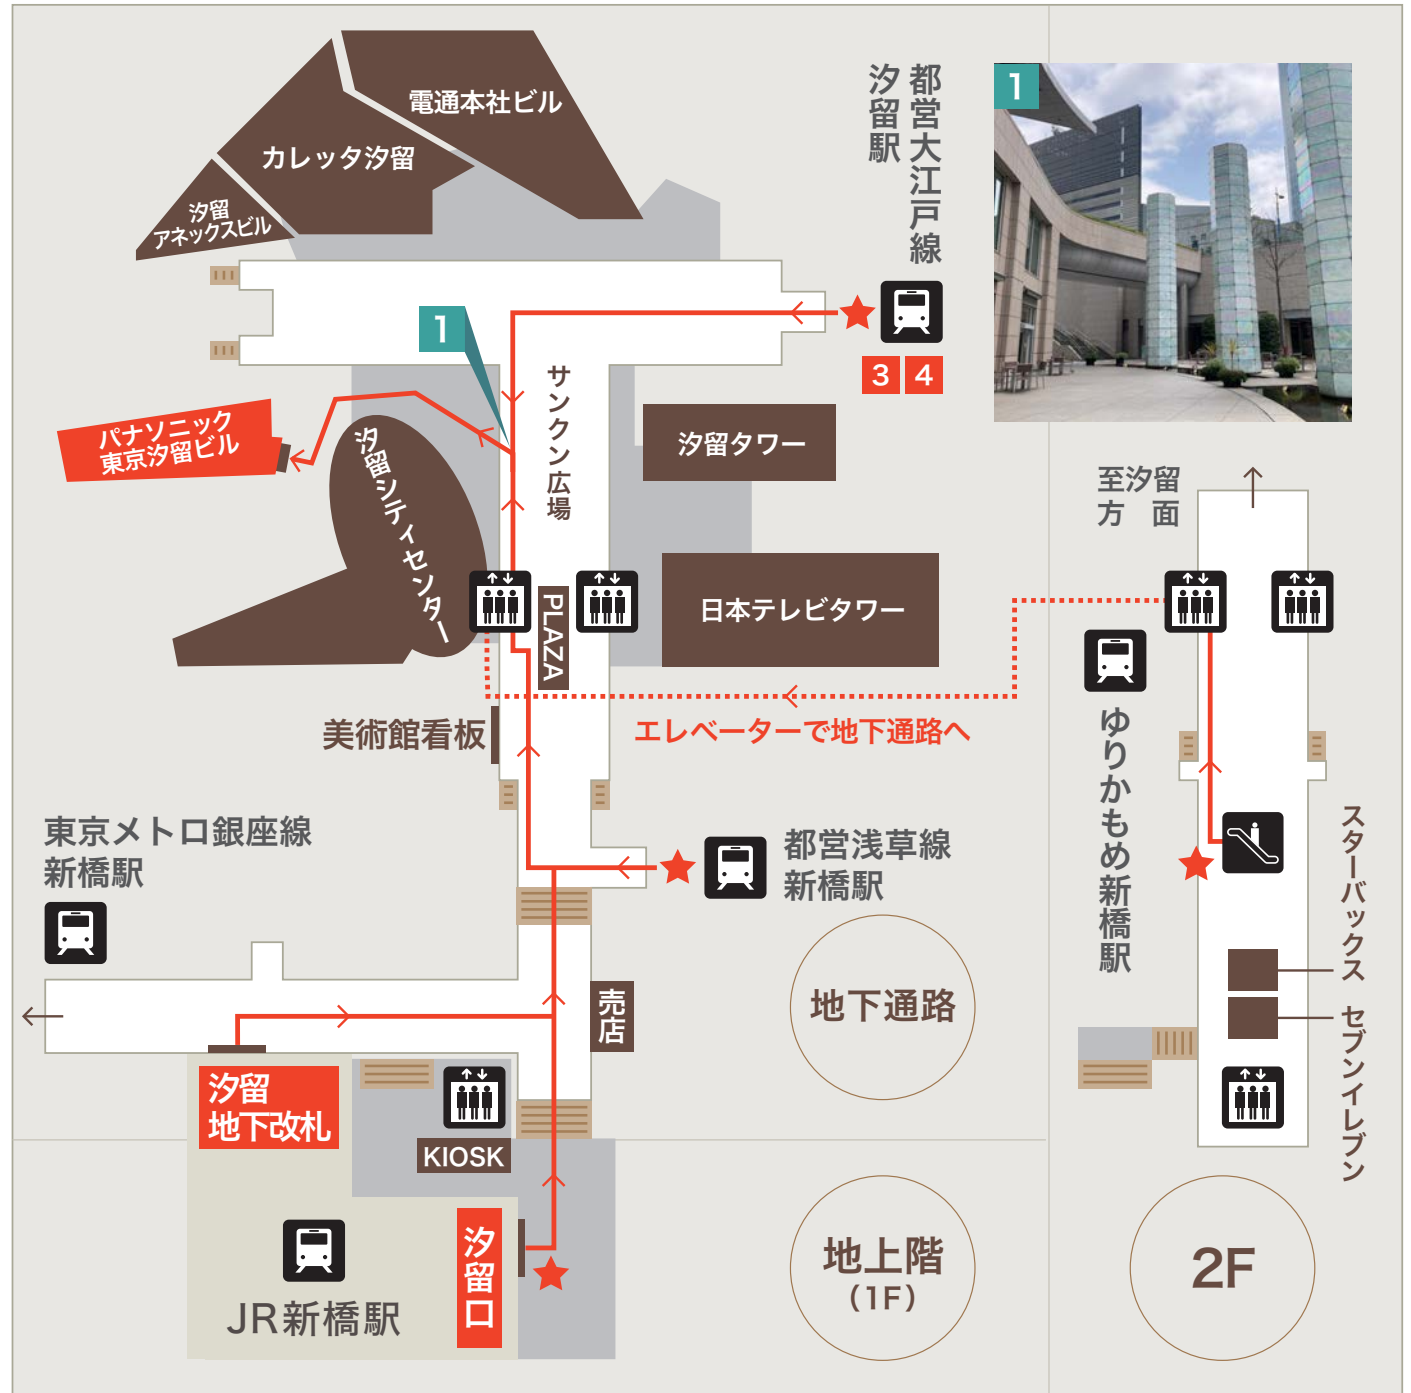 電通本社ビル
カレッタ汐留
汐留
アネックスビル
都営大江戸線
汐留駅
3
4
1
1
サンクン広場
パナソニック
東京汐留ビル
汐留シティセンター
汐留タワー
日本テレビタワー
PLAZA
美術館看板
エレベーターで地下通路へ
至汐留
方面
ゆりかもめ新橋駅
スターバックス
セブンイレブン
東京メトロ銀座線
新橋駅
都営浅草線
新橋駅
売店
地下通路
汐留
地下改札
KIOSK
汐留口
JR新橋駅
地上階
(1F)
2F